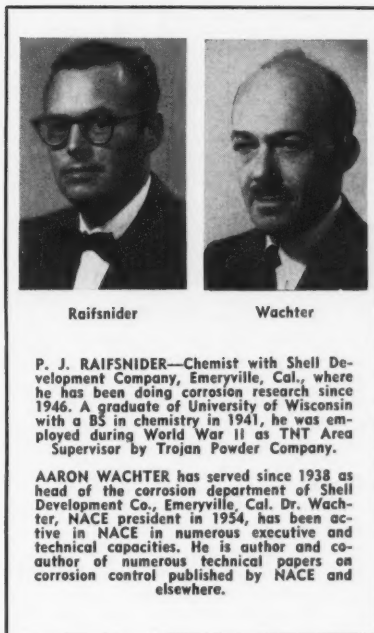 Raifsnider
Wachter
P. J. RAIFSNIDER—Chemist with Shell De-
velopment Company, Emeryville, Cal., where
he has been doing corrosion research since
1946. A graduate of University of Wisconsin
with a BS in chemistry in 1941, he was em-
ployed during World War II as TNT Area
Supervisor by Trojan Powder Company.
AARON WACHTER has served since 1938 as
head of the corrosion department of Shell
Development Co., Emeryville, Cal. Dr. Wach-
ter, NACE president in 1954, has been ac-
tive in NACE in numerous executive and
technical capacities. He is author and co-
author of numerous technical papers on
corrosion control published by NACE and
elsewhere.